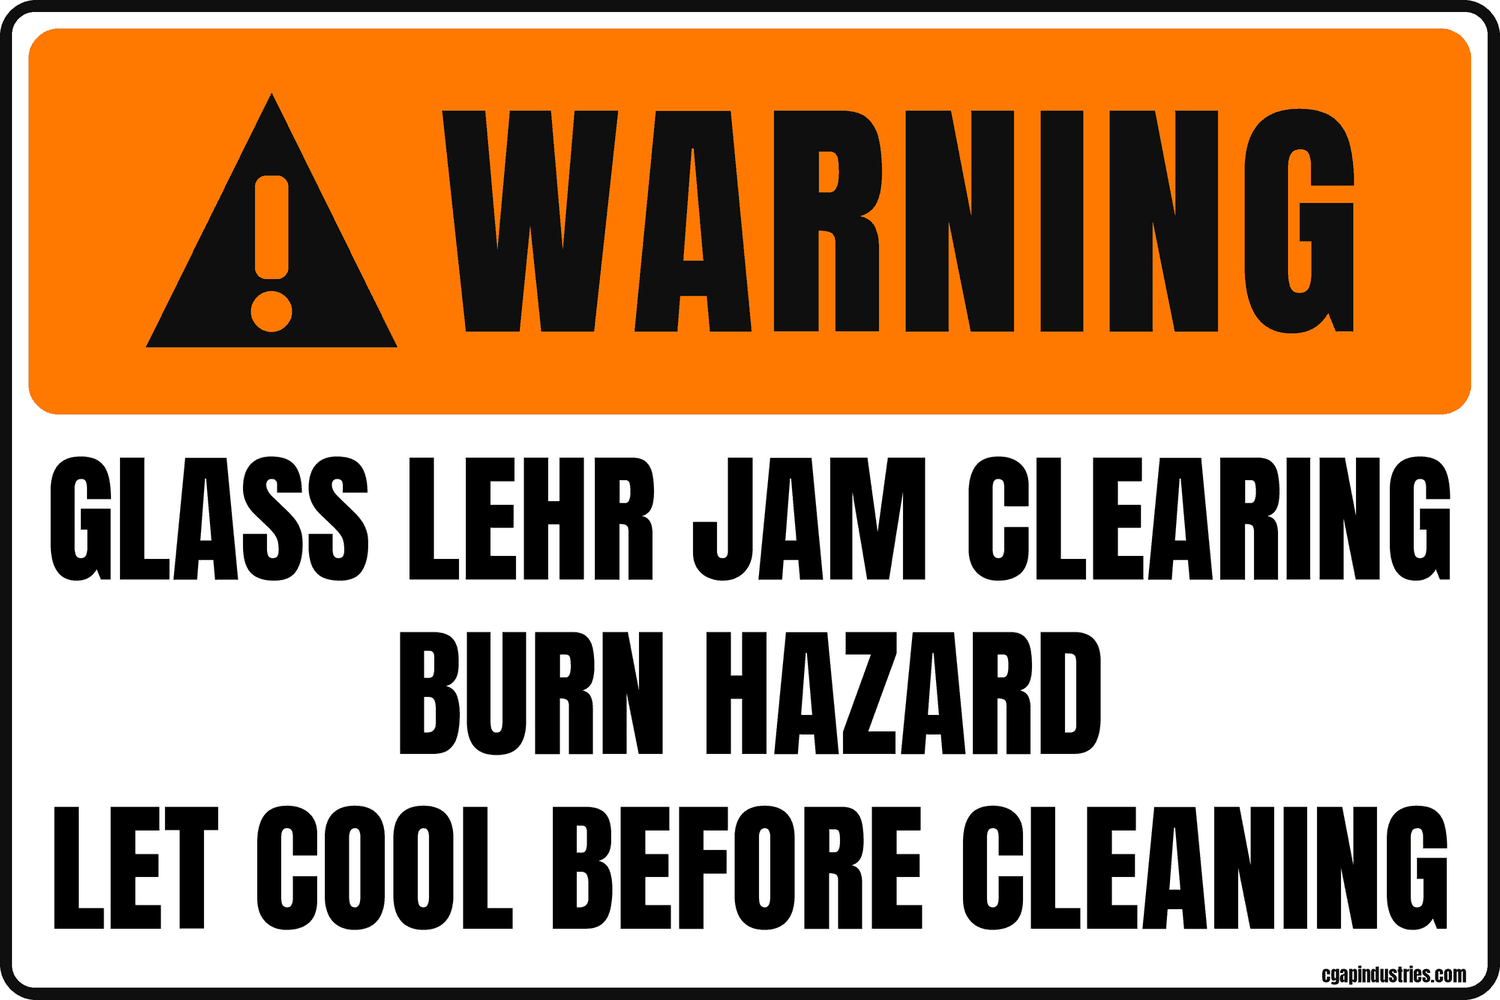 WARNING
GLASS LEHR JAM CLEARING
BURN HAZARD
LET COOL BEFORE CLEANING
cgapindustries.com